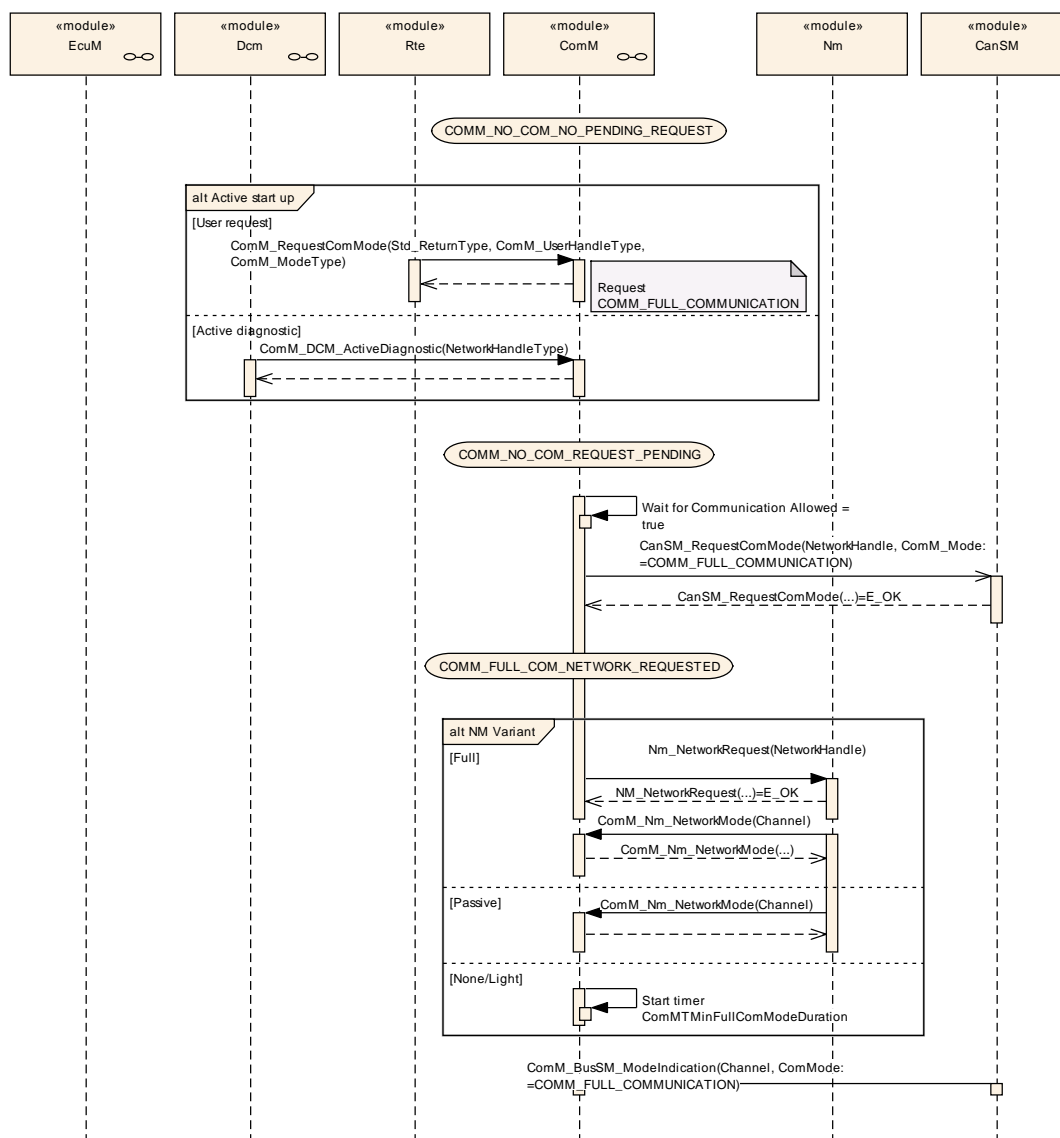 «module»
EcuM
«module»
Dcm
«module»
Rte
«module»
ComM
«module»
Nm
«module»
CanSM
COMM_NO_COM_NO_PENDING_REQUEST
alt Active start up
[User request]
ComM_RequestComMode(Std_ReturnType, ComM_UserHandleType,
ComM_ModeType)
Request
COMM_FULL_COMMUNICATION
[Active diagnostic]
ComM_DCM_ActiveDiagnostic(NetworkHandleType)
COMM_NO_COM_REQUEST_PENDING
Wait for Communication Allowed =
true
CanSM_RequestComMode(NetworkHandle, ComM_Mode:
=COMM_FULL_COMMUNICATION)
CanSM_RequestComMode(...)=E_OK
COMM_FULL_COM_NETWORK_REQUESTED
alt NM Variant
[Full]
Nm_NetworkRequest(NetworkHandle)
NM_NetworkRequest(...)=E_OK
ComM_Nm_NetworkMode(Channel)
ComM_Nm_NetworkMode(...)
[Passive]
ComM_Nm_NetworkMode(Channel)
[None/Light]
Start timer
ComMTMinFullComModeDuration
ComM_BusSM_ModeIndication(Channel, ComMode:
=COMM_FULL_COMMUNICATION)